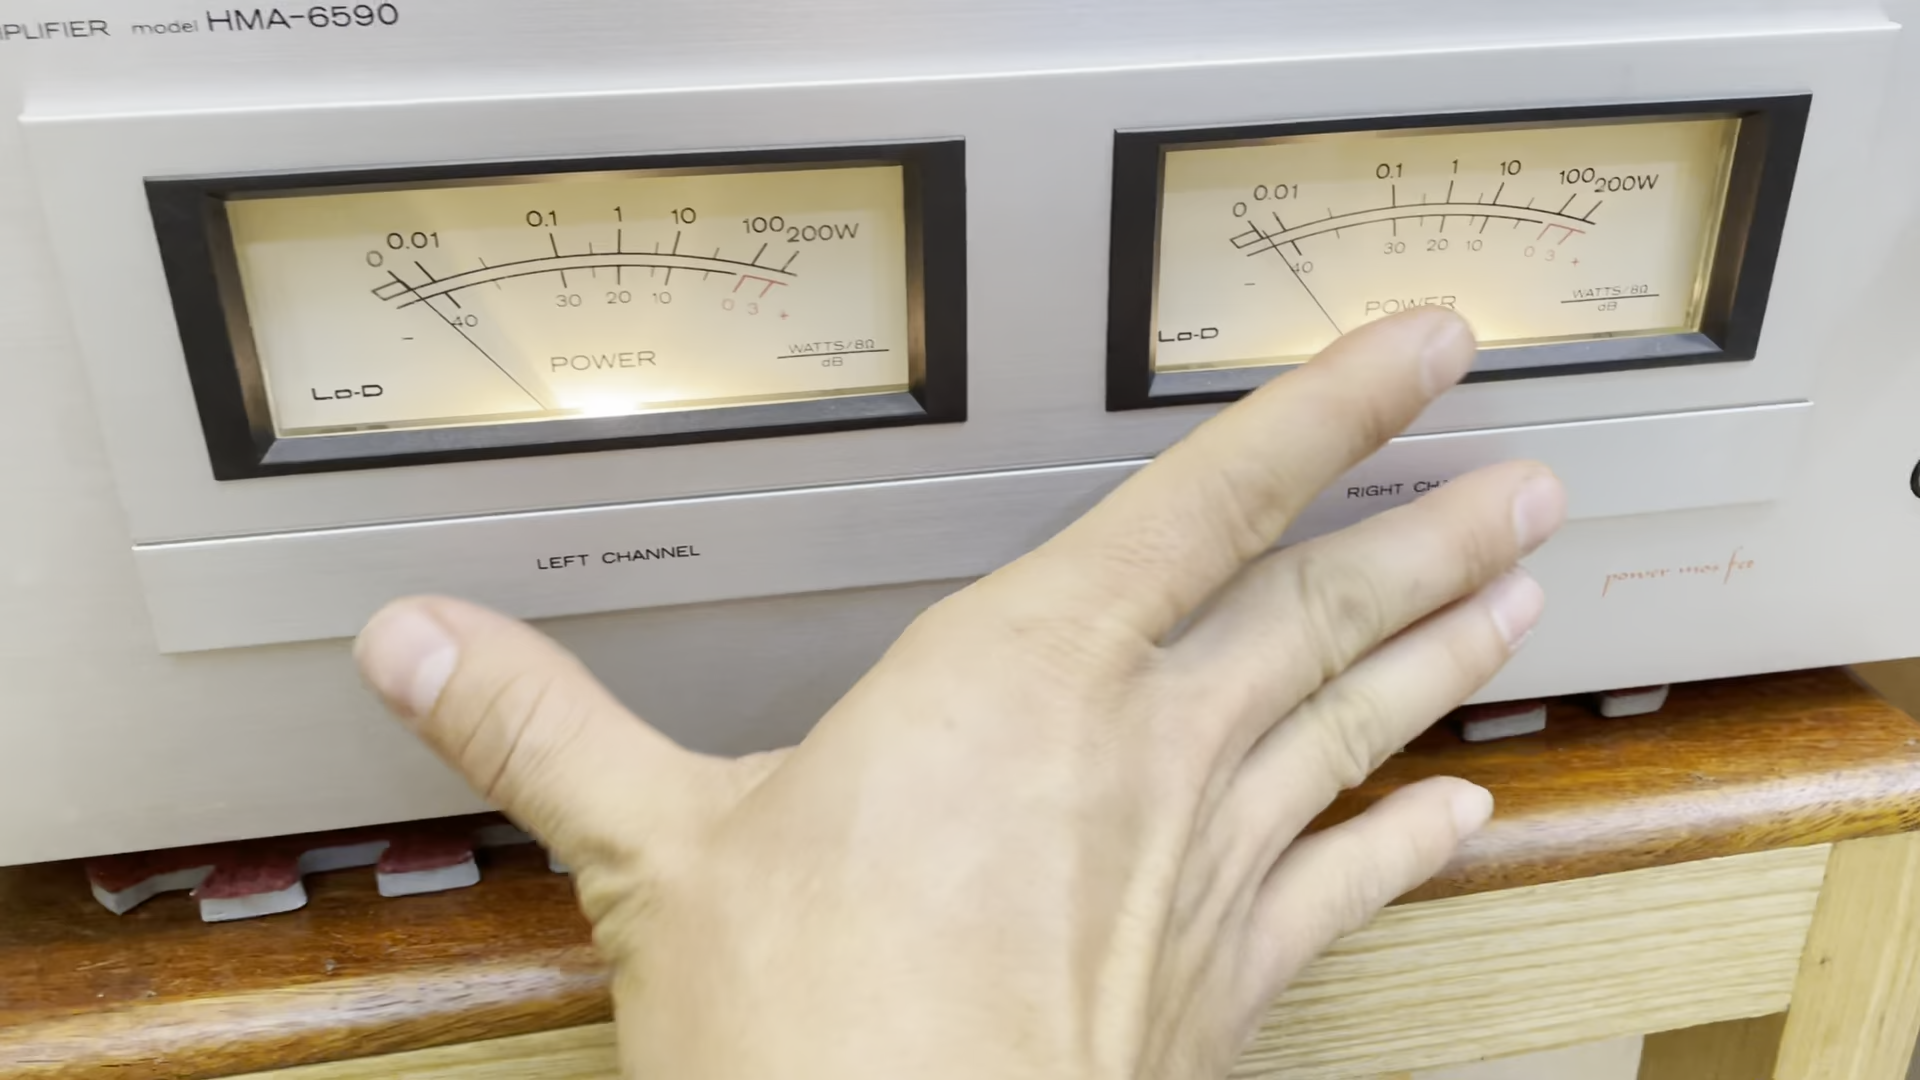 PLIFIER model HMA-6590
0 0.01 0.1 1 10 100 200W
40 30 20 10 0 3 +
−
POWER
WATTS/8Ω
dB
Lo-D
0 0.01 0.1 1 10 100 200W
40 30 20 10 0 3 +
−
POWER
WATTS/8Ω
dB
Lo-D
LEFT CHANNEL
RIGHT
power mos fet